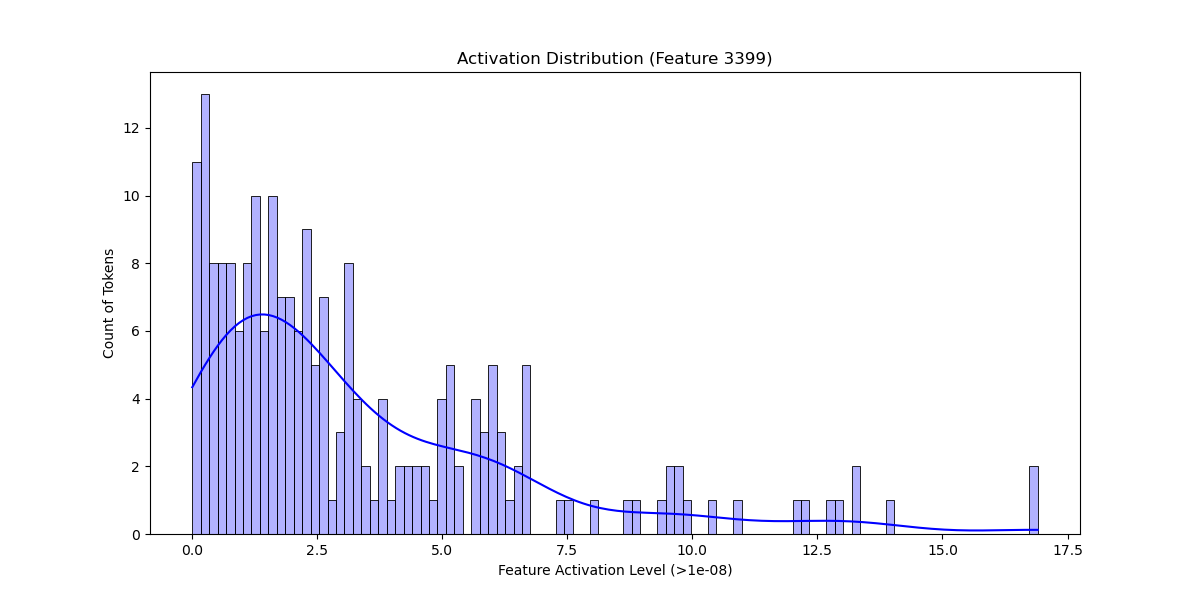 Activation Distribution (Feature 3399)
Count of Tokens
12
10
8
6
4
2
0
0.0 2.5 5.0 7.5 10.0 12.5 15.0 17.5
Feature Activation Level (>1e-08)